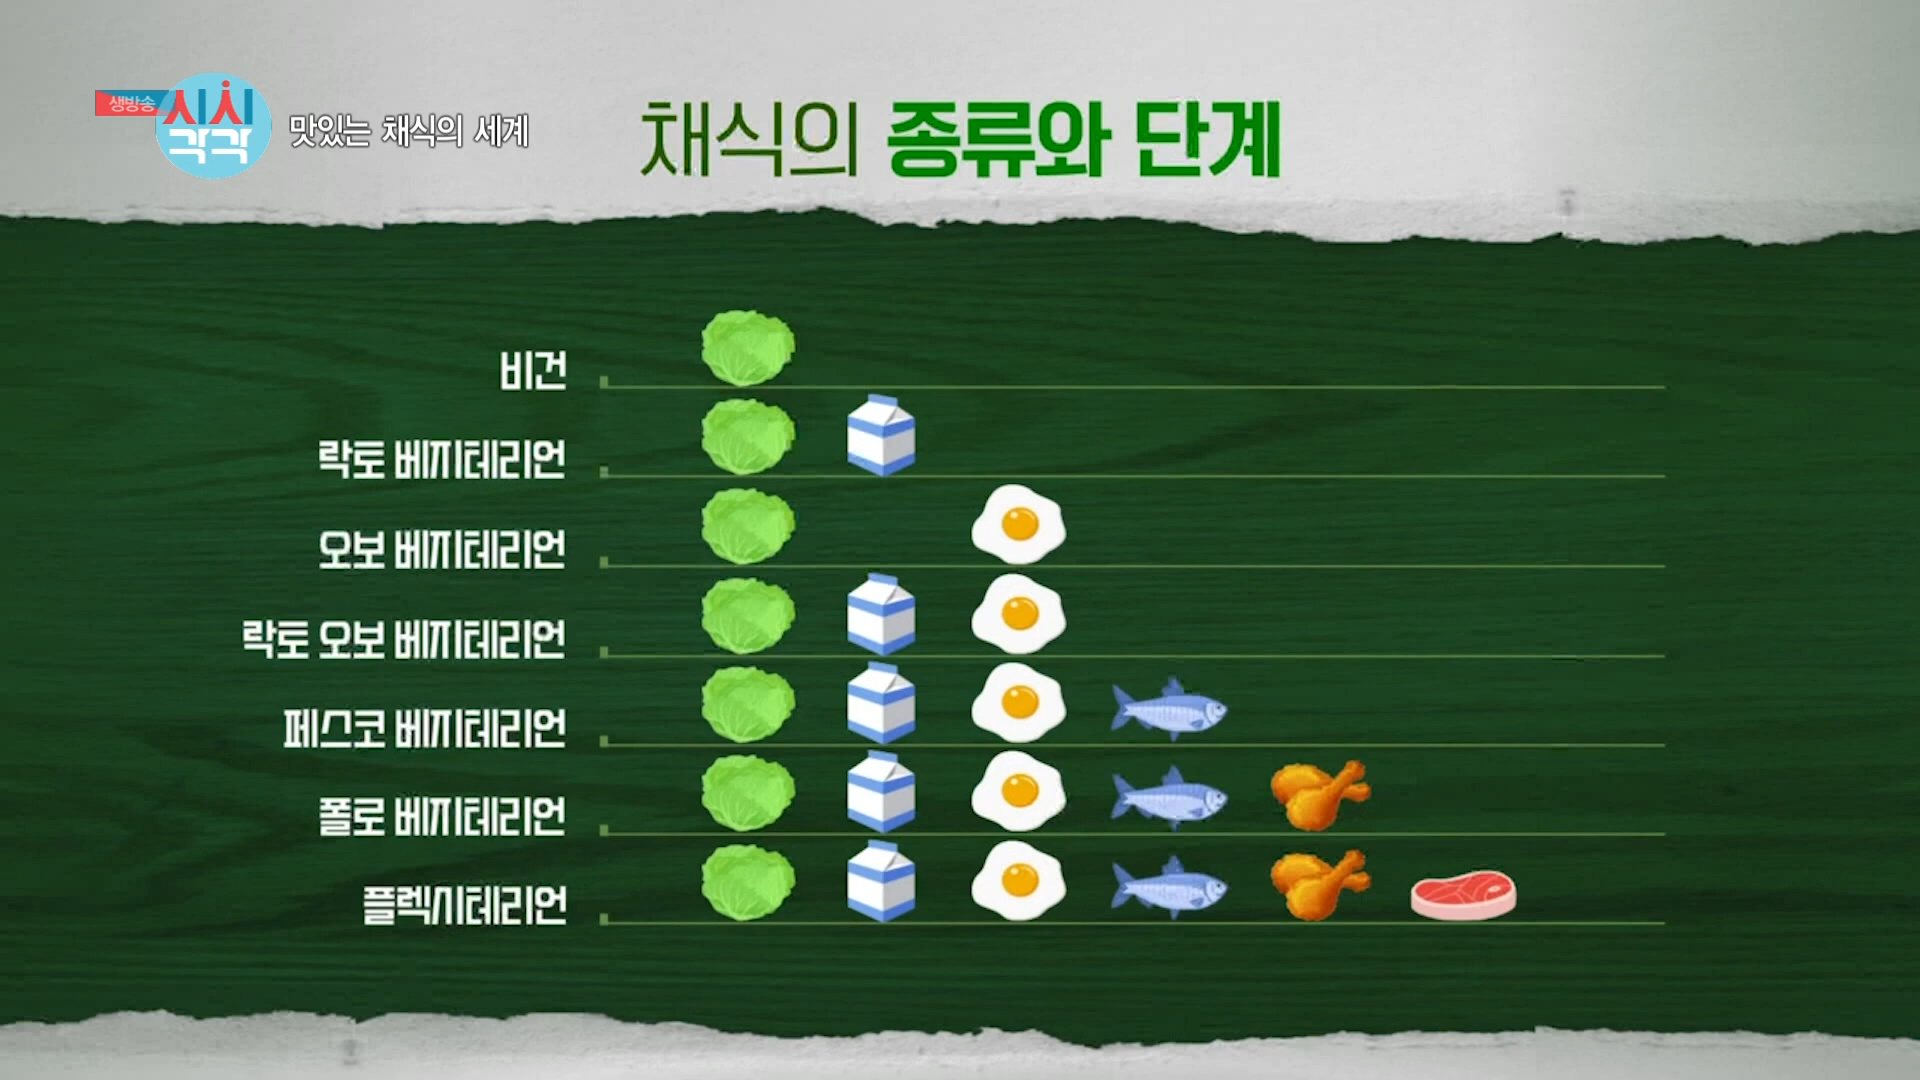 생방송
시시각각
맛있는 채식의 세계
채식의 종류와 단계
비건
락토 베지테리언
오보 베지테리언
락토 오보 베지테리언
페스코 베지테리언
폴로 베지테리언
플렉시테리언